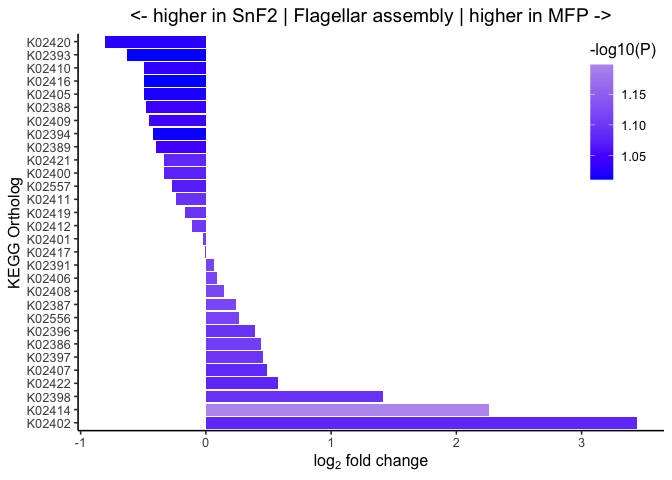 <- higher in SnF2 | Flagellar assembly | higher in MFP ->
-log10(P)
1.15
1.10
1.05
KEGG Ortholog
K02420
K02393
K02410
K02416
K02405
K02388
K02409
K02394
K02389
K02421
K02400
K02557
K02411
K02419
K02412
K02401
K02417
K02391
K02406
K02408
K02387
K02556
K02396
K02386
K02397
K02407
K02422
K02398
K02414
K02402
-1 0 1 2 3
log2 fold change